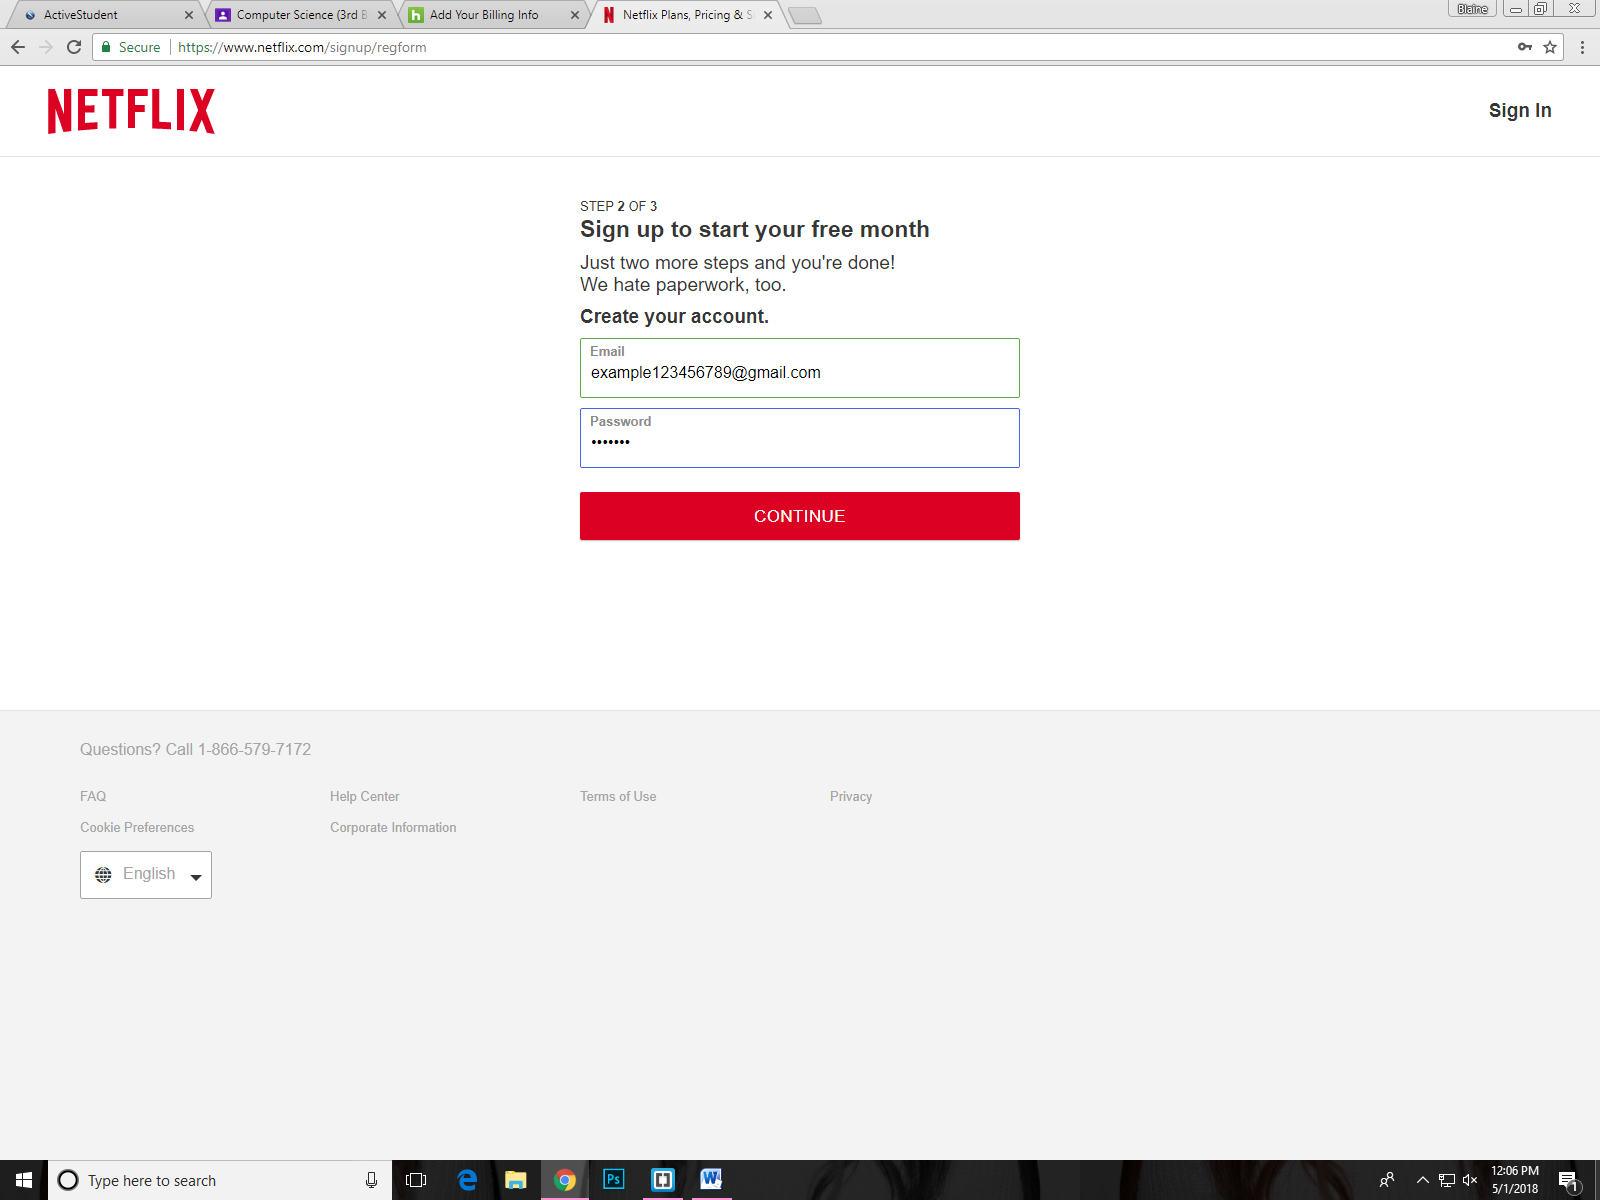 ActiveStudent
Computer Science (3rd B
Add Your Billing Info
Netflix Plans, Pricing & S
Blaine
Secure
https://www.netflix.com/signup/regform
NETFLIX
Sign In
STEP 2 OF 3
Sign up to start your free month
Just two more steps and you're done!
We hate paperwork, too.
Create your account.
Email
example123456789@gmail.com
Password
•••••••
CONTINUE
Questions? Call 1-866-579-7172
FAQ
Help Center
Terms of Use
Privacy
Cookie Preferences
Corporate Information
English
Type here to search
Ps
12:06 PM
5/1/2018
1